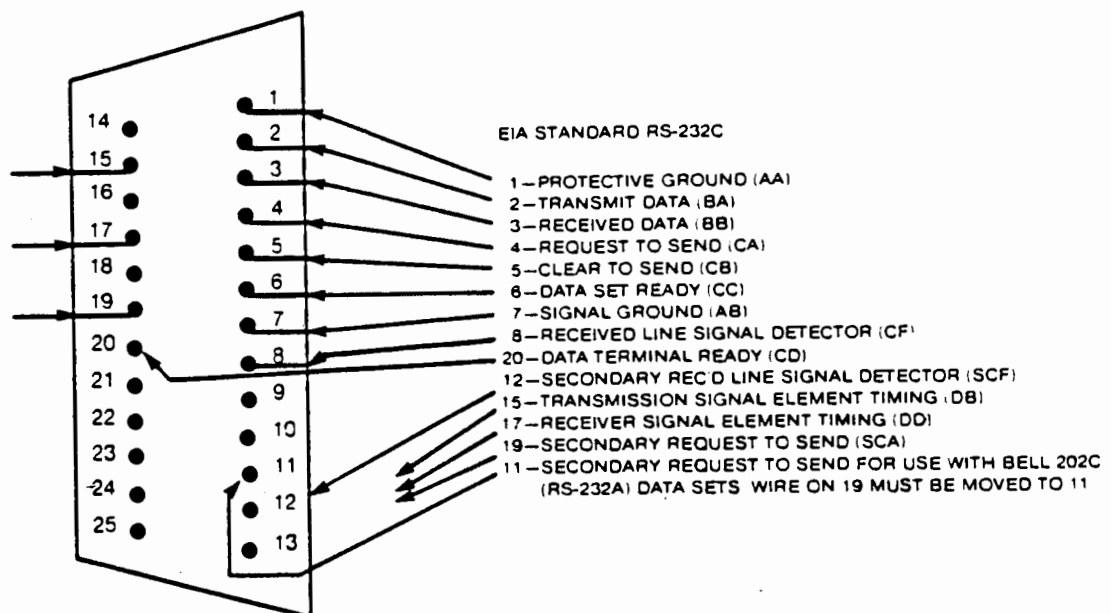 14
15
16
17
18
19
20
21
22
23
24
25
1
2
3
4
5
6
7
8
9
10
11
12
13
EIA STANDARD RS-232C
1–PROTECTIVE GROUND (AA)
2–TRANSMIT DATA (BA)
3–RECEIVED DATA (BB)
4–REQUEST TO SEND (CA)
5–CLEAR TO SEND (CB)
6–DATA SET READY (CC)
7–SIGNAL GROUND (AB)
8–RECEIVED LINE SIGNAL DETECTOR (CF)
20–DATA TERMINAL READY (CD)
12–SECONDARY REC'D LINE SIGNAL DETECTOR (SCF)
15–TRANSMISSION SIGNAL ELEMENT TIMING (DB)
17–RECEIVER SIGNAL ELEMENT TIMING (DD)
19–SECONDARY REQUEST TO SEND (SCA)
11–SECONDARY REQUEST TO SEND FOR USE WITH BELL 202C
(RS-232A) DATA SETS WIRE ON 19 MUST BE MOVED TO 11